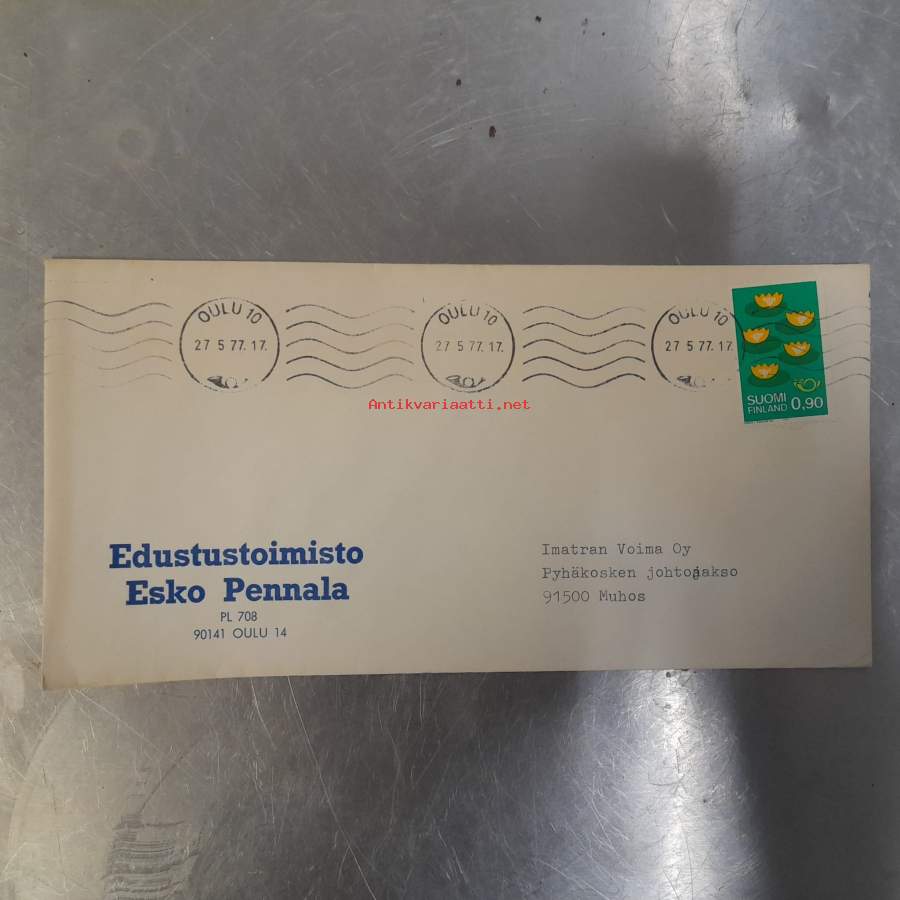 OULU 10
27 5 77. 17.
OULU 10
27 5 77. 17.
OULU 10
27 5 77. 17.
SUOMI
FINLAND 0,90
Antikvariaatti.net
Edustustoimisto
Esko Pennala
PL 708
90141 OULU 14
Imatran Voima Oy
Pyhäkosken johtojakso
91500 Muhos